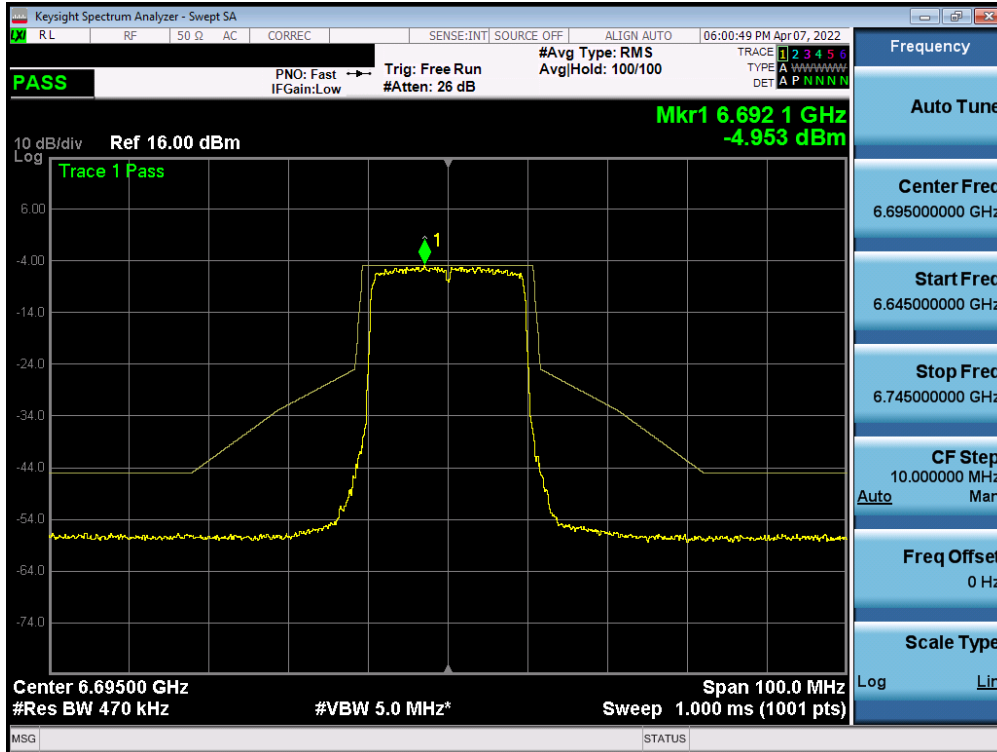 Keysight Spectrum Analyzer - Swept SA
LXI RL RF 50 Ω AC CORREC SENSE:INT SOURCE OFF ALIGN AUTO 06:00:49 PM Apr 07, 2022
PASS
PNO: Fast
IFGain:Low
Trig: Free Run
#Atten: 26 dB
#Avg Type: RMS
Avg|Hold: 100/100
TRACE 1 2 3 4 5 6
TYPE A WWWWW
DET A P N N N N
Mkr1 6.692 1 GHz
-4.953 dBm
10 dB/div Ref 16.00 dBm
Log
Trace 1 Pass
1
6.00
-4.00
-14.0
-24.0
-34.0
-44.0
-54.0
-64.0
-74.0
Center 6.69500 GHz Span 100.0 MHz
#Res BW 470 kHz #VBW 5.0 MHz* Sweep 1.000 ms (1001 pts)
MSG STATUS
Frequency
Auto Tune
Center Freq
6.695000000 GHz
Start Freq
6.645000000 GHz
Stop Freq
6.745000000 GHz
CF Step
10.000000 MHz
Auto Man
Freq Offset
0 Hz
Scale Type
Log Lin